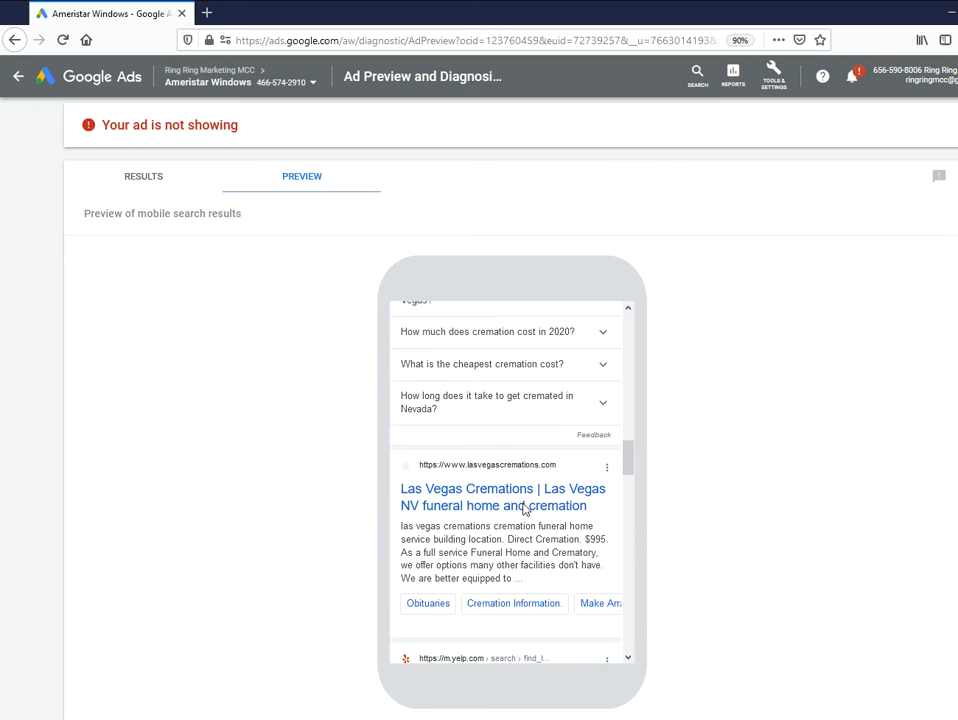 Ameristar Windows - Google A
https://ads.google.com/aw/diagnostic/AdPreview?ocid=123760459&euid=72739257&__u=7663014193&
90%
Google Ads
Ring Ring Marketing MCC >
Ameristar Windows 466-574-2910
Ad Preview and Diagnosi...
SEARCH
REPORTS
TOOLS &
SETTINGS
656-590-8006 Ring Ring
ringringmcc@g
Your ad is not showing
RESULTS
PREVIEW
Preview of mobile search results
Vegas?
How much does cremation cost in 2020?
What is the cheapest cremation cost?
How long does it take to get cremated in
Nevada?
Feedback
https://www.lasvegascremations.com
Las Vegas Cremations | Las Vegas
NV funeral home and cremation
las vegas cremations cremation funeral home
service building location. Direct Cremation. $995.
As a full service Funeral Home and Crematory,
we offer options many other facilities don't have.
We are better equipped to ...
Obituaries
Cremation Information.
Make Arra
https://m.yelp.com › search › find_l...